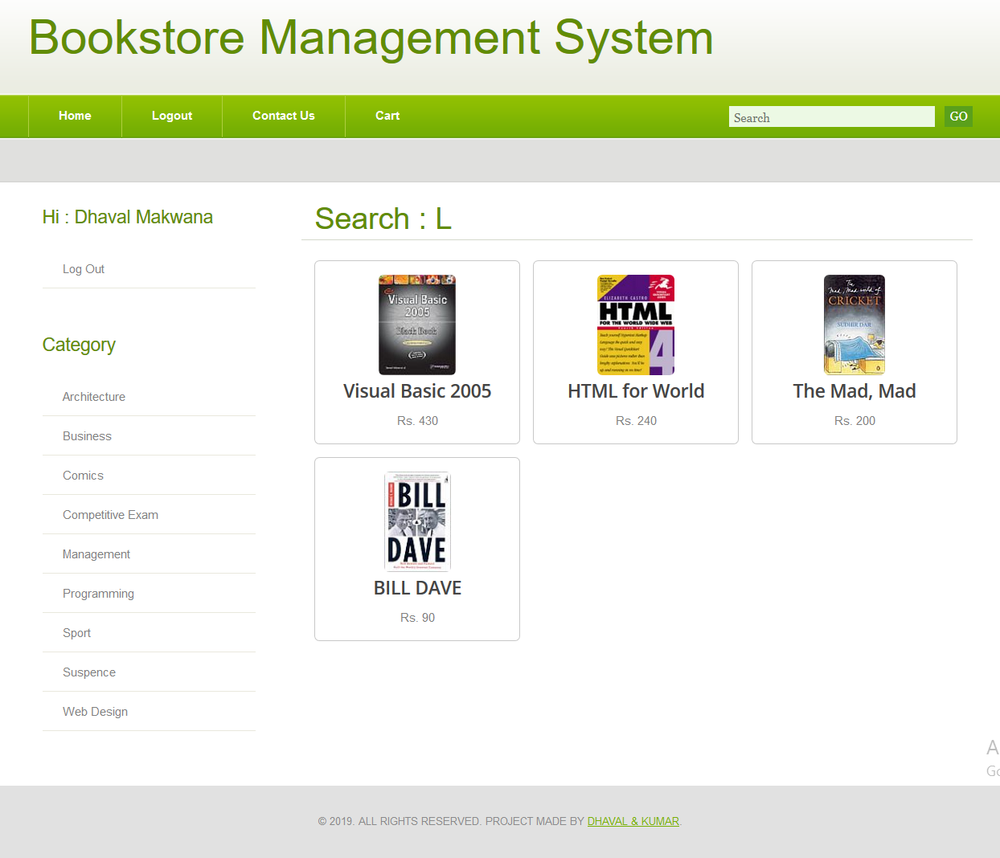 Bookstore Management System
Home
Logout
Contact Us
Cart
Search
GO
Hi : Dhaval Makwana
Log Out
Category
Architecture
Business
Comics
Competitive Exam
Management
Programming
Sport
Suspence
Web Design
Search : L
Visual Basic
2005
Black Book
Visual Basic 2005
Rs. 430
ELIZABETH CASTRO
HTML
FOR THE WORLD WIDE WEB
Fourth Edition
4
HTML for World
Rs. 240
The
Mad, Mad world of
CRICKET
SUDHIR DAR
The Mad, Mad
Rs. 200
BILL
&
DAVE
BILL DAVE
Rs. 90
© 2019. ALL RIGHTS RESERVED. PROJECT MADE BY DHAVAL & KUMAR.